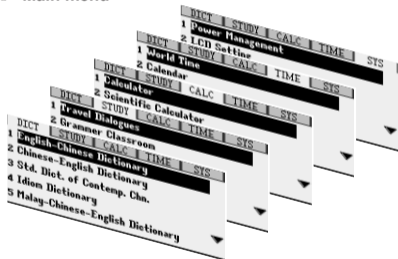 main menu
DICT STUDY CALC TIME SYS
1 Power Management
2 LCD Setting
DICT STUDY CALC TIME SYS
1 World Time
2 Calendar
DICT STUDY CALC TIME SYS
1 Calculator
2 Scientific Calculator
DICT STUDY CALC TIME SYS
1 Travel Dialogues
2 Grammer Classroom
DICT STUDY CALC TIME SYS
1 English-Chinese Dictionary
2 Chinese-English Dictionary
3 Std. Dict. of Contemp. Chn.
4 Idiom Dictionary
5 Malay-Chinese-English Dictionary